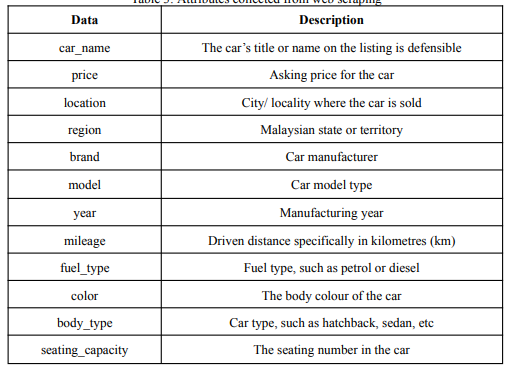 Table 3. Attributes collected from web scraping
Data Description
car_name The car's title or name on the listing is defensible
price Asking price for the car
location City/ locality where the car is sold
region Malaysian state or territory
brand Car manufacturer
model Car model type
year Manufacturing year
mileage Driven distance specifically in kilometres (km)
fuel_type Fuel type, such as petrol or diesel
color The body colour of the car
body_type Car type, such as hatchback, sedan, etc
seating_capacity The seating number in the car